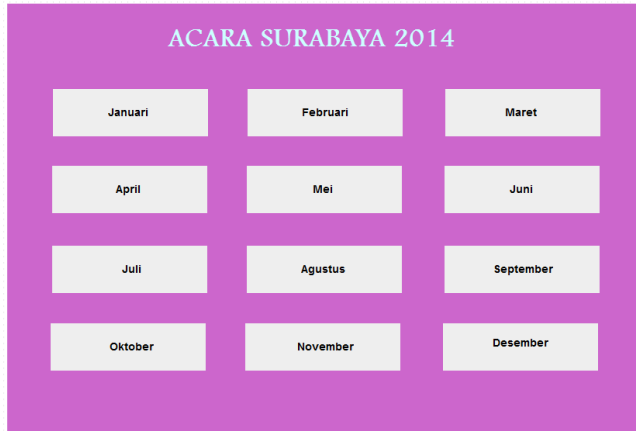 ACARA SURABAYA 2014
Januari
Februari
Maret
April
Mei
Juni
Juli
Agustus
September
Oktober
November
Desember